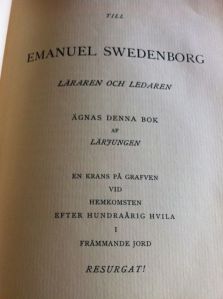 TILL
EMANUEL SWEDENBORG
LÄRAREN OCH LEDAREN
ÄGNAS DENNA BOK
AF
LÄRJUNGEN
EN KRANS PÅ GRAFVEN
VID
HEMKOMSTEN
EFTER HUNDRAÅRIG HVILA
I
FRÄMMANDE JORD
RESURGAT!